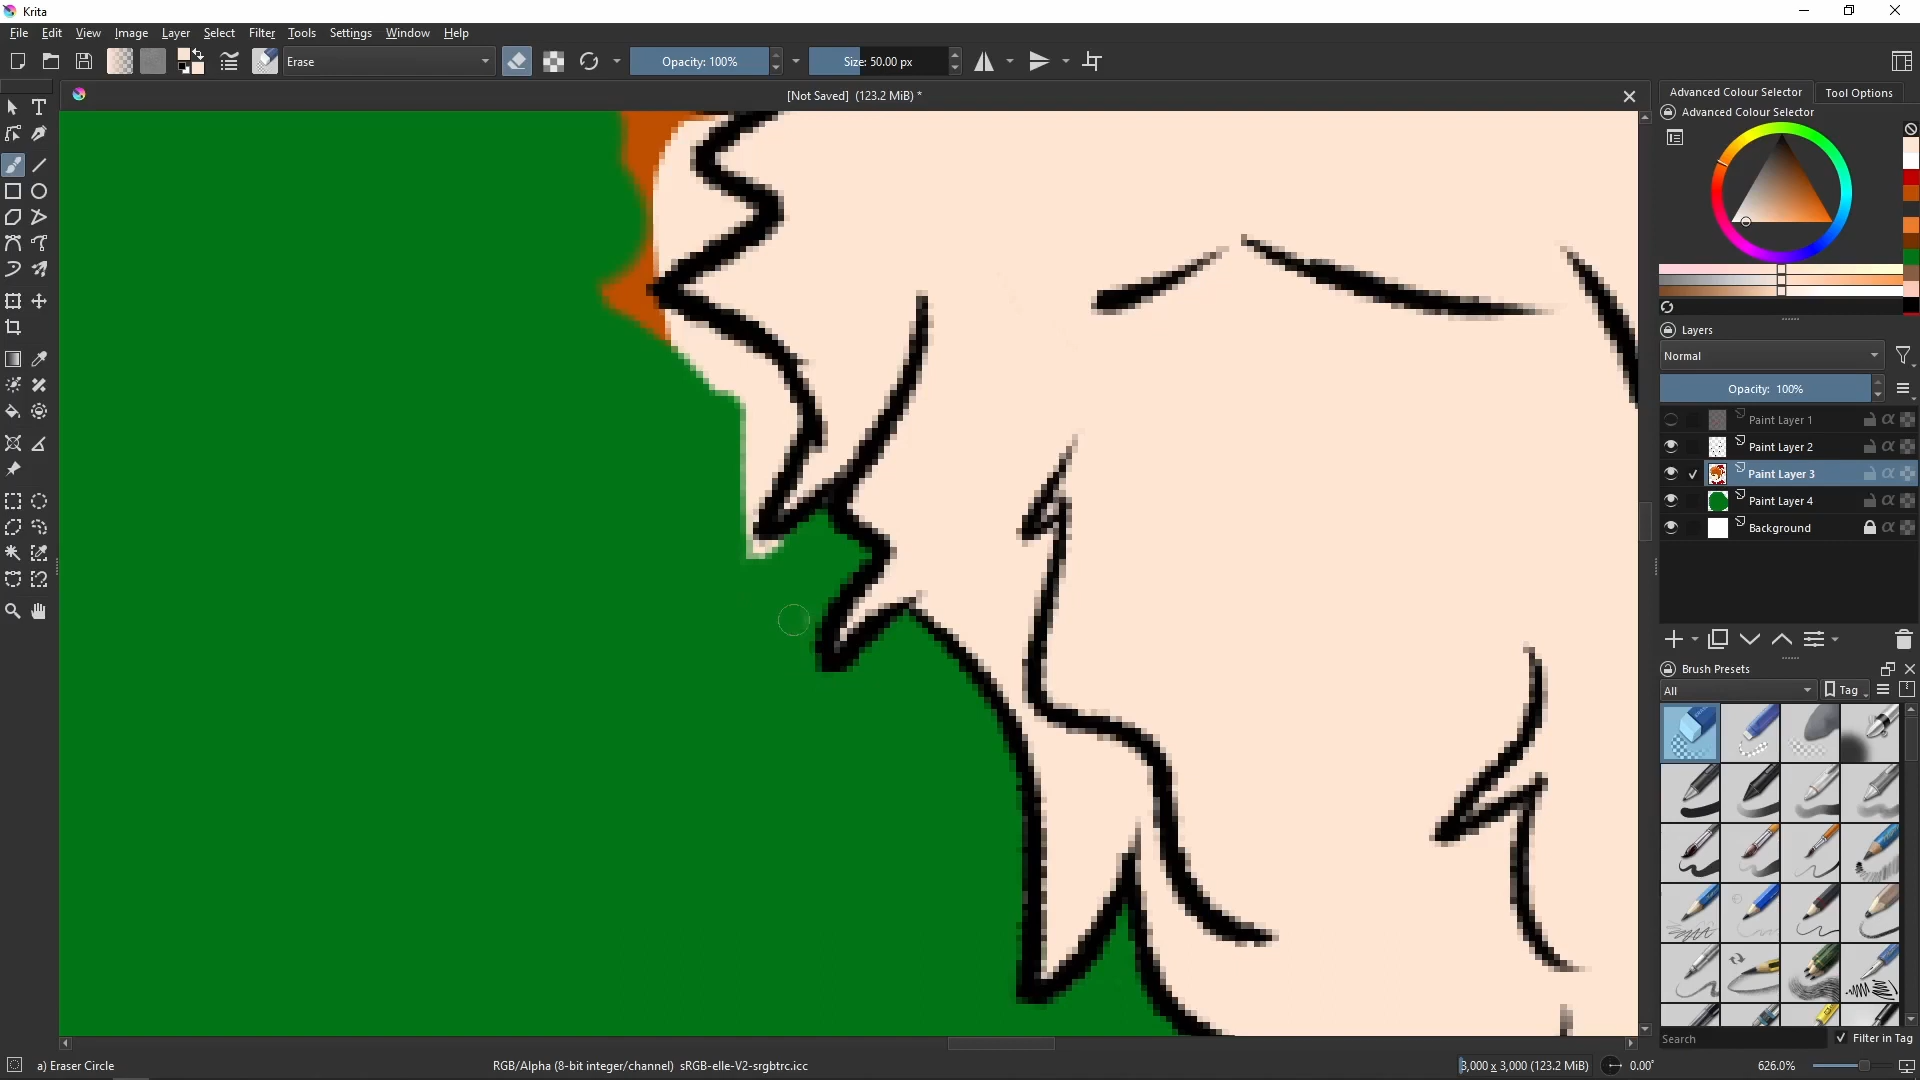 Krita
File Edit View Image Layer Select Filter Tools Settings Window Help
Erase
Opacity: 100%
Size: 50.00 px
[Not Saved] (123.2 MiB) *
Advanced Colour Selector
Tool Options
Advanced Colour Selector
Layers
Normal
Opacity: 100%
Paint Layer 1
Paint Layer 2
Paint Layer 3
Paint Layer 4
Background
Brush Presets
All
Tag
Search
Filter in Tag
a) Eraser Circle
RGB/Alpha (8-bit integer/channel) sRGB-elle-V2-srgbtrc.icc
3,000 x 3,000 (123.2 MiB)
0.00°
626.0%